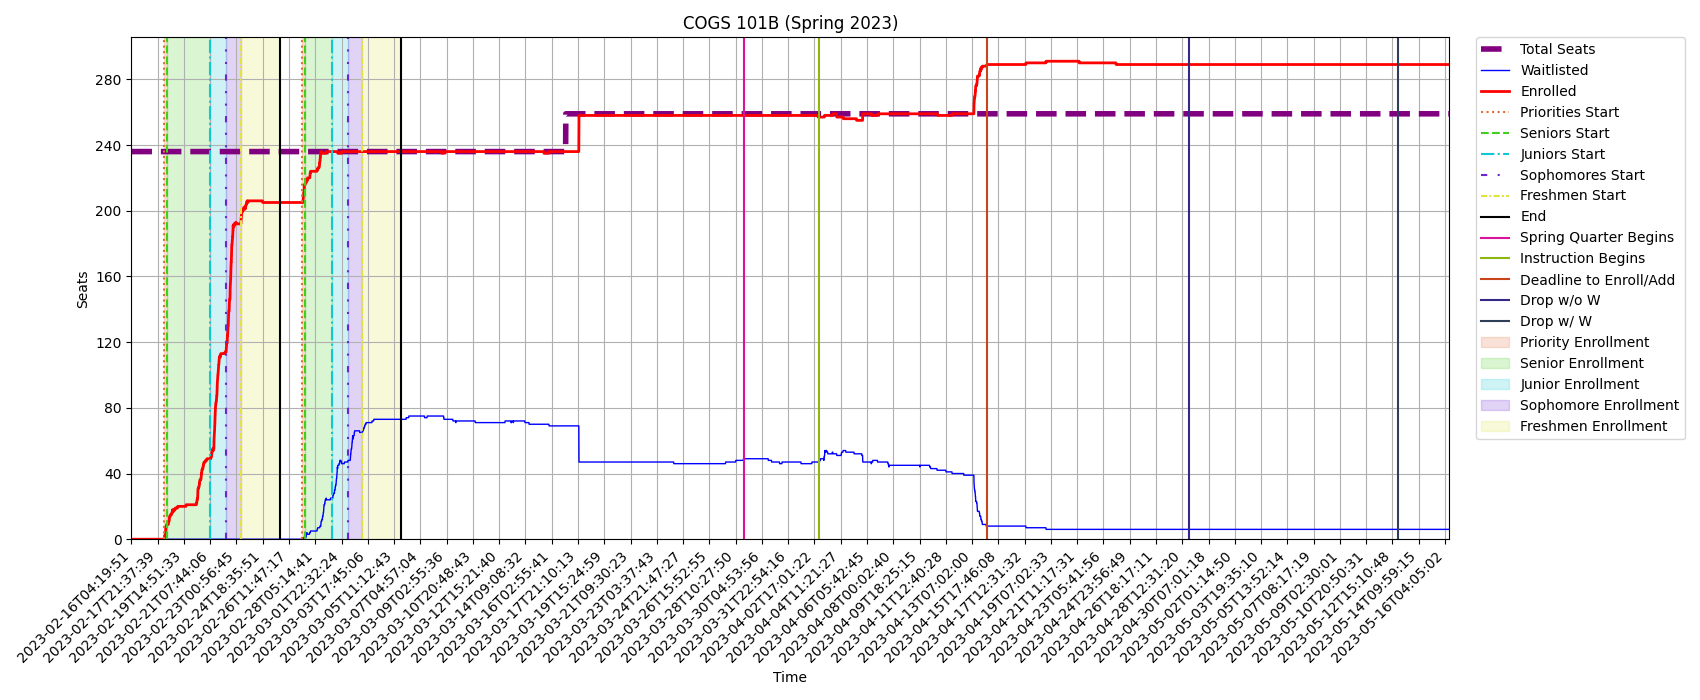 COGS 101B (Spring 2023)
Seats
280
240
200
160
120
80
40
0
2023-02-16T04:19:51
2023-02-17T21:37:39
2023-02-19T14:51:33
2023-02-21T07:44:06
2023-02-23T00:56:45
2023-02-24T18:35:51
2023-02-26T11:47:17
2023-02-28T05:14:41
2023-03-01T22:32:24
2023-03-03T17:45:06
2023-03-05T11:12:43
2023-03-07T04:57:04
2023-03-09T02:55:36
2023-03-10T20:48:43
2023-03-12T15:21:40
2023-03-14T09:08:32
2023-03-16T02:55:41
2023-03-17T21:10:13
2023-03-19T15:24:59
2023-03-21T09:30:23
2023-03-23T03:37:43
2023-03-24T21:47:27
2023-03-26T15:52:55
2023-03-28T10:27:50
2023-03-30T04:53:56
2023-03-31T22:54:16
2023-04-02T17:01:22
2023-04-04T11:21:27
2023-04-06T05:42:45
2023-04-08T00:02:40
2023-04-09T18:25:15
2023-04-11T12:40:28
2023-04-13T07:02:00
2023-04-15T17:46:08
2023-04-17T12:31:32
2023-04-19T07:02:33
2023-04-21T11:17:31
2023-04-23T05:41:56
2023-04-24T23:56:49
2023-04-26T18:17:11
2023-04-28T12:31:20
2023-04-30T07:01:18
2023-05-02T01:14:50
2023-05-03T19:35:10
2023-05-05T13:52:14
2023-05-07T08:17:19
2023-05-09T02:30:01
2023-05-10T20:50:31
2023-05-12T15:10:48
2023-05-14T09:59:15
2023-05-16T04:05:02
Time
Total Seats
Waitlisted
Enrolled
Priorities Start
Seniors Start
Juniors Start
Sophomores Start
Freshmen Start
End
Spring Quarter Begins
Instruction Begins
Deadline to Enroll/Add
Drop w/o W
Drop w/ W
Priority Enrollment
Senior Enrollment
Junior Enrollment
Sophomore Enrollment
Freshmen Enrollment